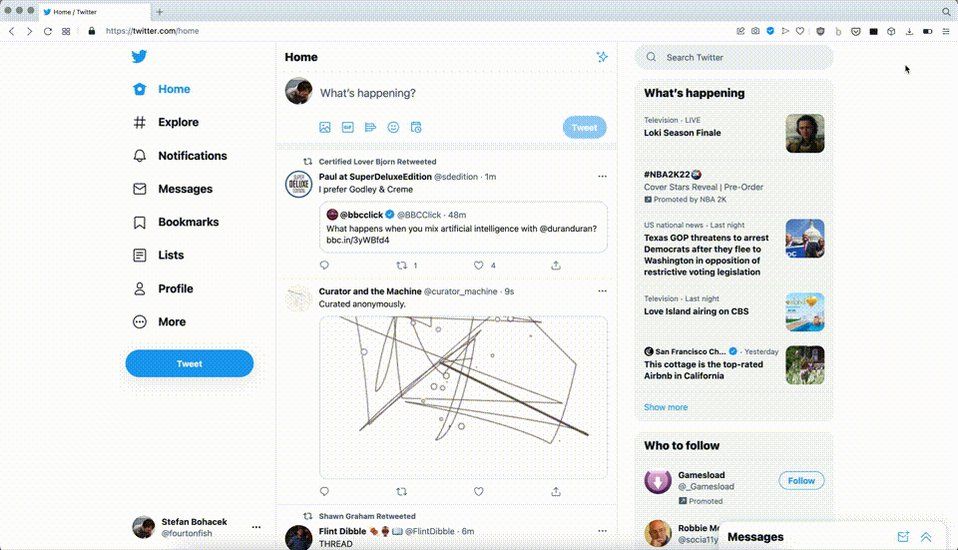 Home / Twitter
https://twitter.com/home
Home
Explore
Notifications
Messages
Bookmarks
Lists
Profile
More
Tweet
Stefan Bohacek
@fourtonfish
Home
What's happening?
GIF
Tweet
Certified Lover Bjorn Retweeted
Paul at SuperDeluxeEdition @sdedition · 1m
I prefer Godley & Creme
SUPER
DELUXE
EDITION
@bbcclick @BBCClick · 48m
What happens when you mix artificial intelligence with @duranduran?
bbc.in/3yWBfd4
1
4
Curator and the Machine @curator_machine · 9s
Curated anonymously.
Shawn Graham Retweeted
Flint Dibble @FlintDibble · 6m
THREAD
Search Twitter
What's happening
Television · LIVE
Loki Season Finale
#NBA2K22
Cover Stars Reveal | Pre-Order
Promoted by NBA 2K
US national news · Last night
Texas GOP threatens to arrest
Democrats after they flee to
Washington in opposition of
restrictive voting legislation
Television · Last night
Love Island airing on CBS
San Francisco Ch... · Yesterday
This cottage is the top-rated
Airbnb in California
Show more
Who to follow
Gamesload
@_Gamesload
Promoted
Follow
Robbie M
@socia11y
Messages